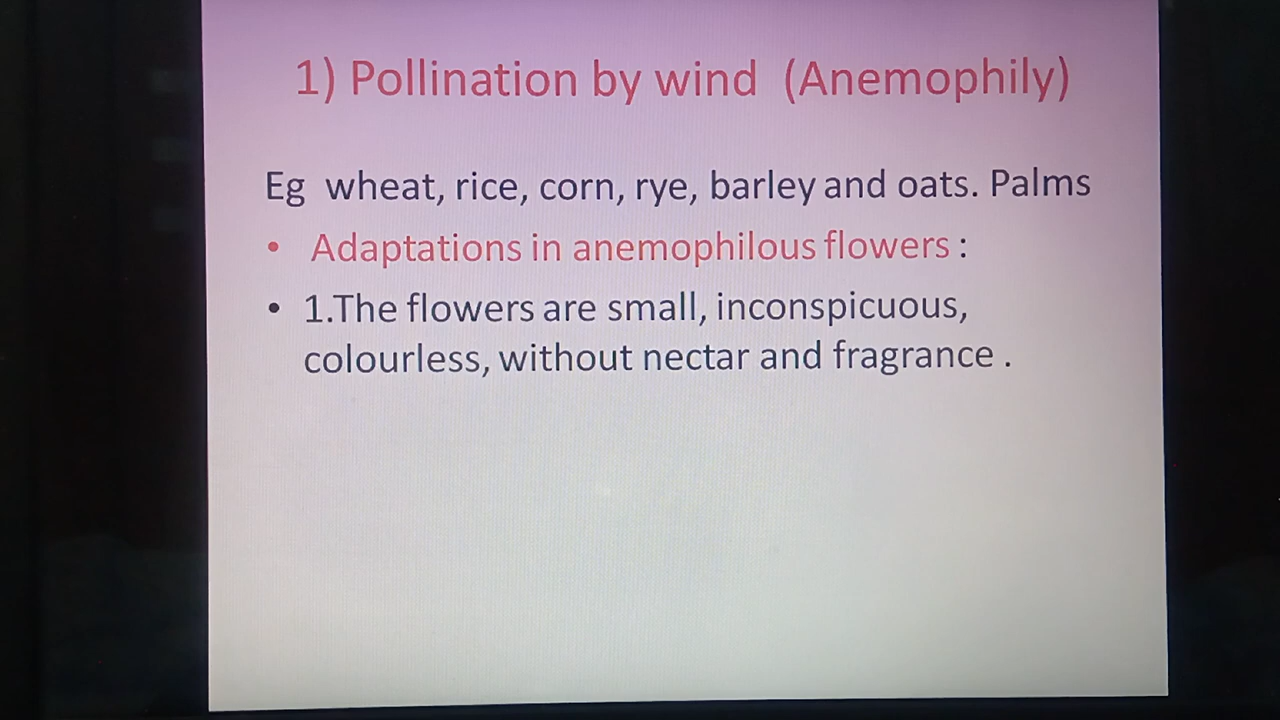 1) Pollination by wind (Anemophily)
Eg wheat, rice, corn, rye, barley and oats. Palms
• Adaptations in anemophilous flowers :
• 1.The flowers are small, inconspicuous,
colourless, without nectar and fragrance .